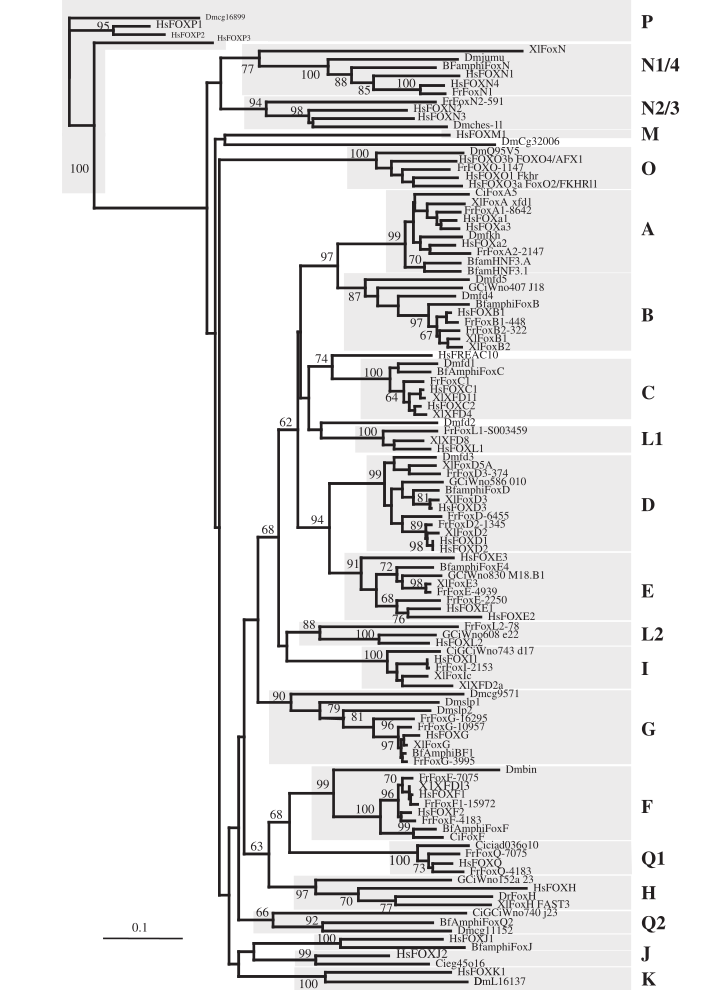 Dmcg16899
P
95 HsFOXP1
HsFOXP2
HsFOXP3
XlFoxN
77 Dmjumu
100 BFamphiFoxN
N1/4
88 HsFOXN1
85 100 HsFOXN4
FrFoxN1
94 FrFoxN2-591
98 HsFOXN2
N2/3
HsFOXN3
Dmches-1l
HsFOXM1
M
DmCg32006
100 DmQ95V5
HsFOXO3b FOXO4/AFX1
FrFOXO-1147
O
100
HsFOXO1 Fkhr
HsFOXO3a FoxO2/FKHRl1
CiFoxA5
XlFoxA xfd1
FrFoxA1-8642
HsFOXa1
HsFOXa3
A
99 Dmfkh
HsFOXa2
97 FrFoxA2-2147
70 BfamHNF3.A
BfamHNF3.1
Dmfd5
87 GCiWno407 J18
Dmfd4
BfamphiFoxB
HsFOXB1
B
97 FrFoxB1-448
FrFoxB2-322
67 XlFoxB1
XlFoxB2
74 HsFREAC10
Dmfd1
100 BfAmphiFoxC
FrFoxC1
HsFOXC1
C
64 XlXFD11
HsFOXC2
XlXFD4
62 Dmfd2
100 FrFoxL1-S003459
L1
XlXFD8
HsFOXL1
Dmfd3
XlFoxD5A
99 FrFoxD3-374
GCiWno586 010
BfamphiFoxD
81 XlFoxD3
D
HsFOXD3
94 FrFoxD-6455
89 FrFoxD2-1345
68 XlFoxD2
HsFOXD1
98 HsFOXD2
HsFOXE3
91 72 BfamphiFoxE4
GCiWno830 M18.B1
98 XlFoxE3
E
FrFoxE-4939
68 FrFoxE-2250
HsFOXE1
76 HsFOXE2
88 FrFoxL2-78
100 GCiWno608 e22
L2
HsFOXL2
100 CiGCiWno743 d17
HsFOXI1
FrFoxI-2153
I
XlFoxIc
XlXFD2a
90 Dmcg9571
Dmslp1
79 Dmslp2
81 FrFoxG-16295
96 FrFoxG-10957
G
HsFOXG
97 XlFoxG
BfAmphiBF1
FrFoxG-3995
Dmbin
70 FrFoxF-7075
99 X1XFDl3
96 HsFOXF1
FrFoxF1-15972
F
100 HsFOXF2
68 FrFoxF-4183
99 BfAmphiFoxF
CiFoxF
Ciciad036o10
63 FrFoxQ-7075
Q1
100 HsFOXQ
73 FrFoxQ-4183
GCiWno152a 23
97 HsFOXH
H
70 DrFoxH
77 XlFoxH FAST3
66 CiGCiWno740 j23
92 BfAmphiFoxQ2
Q2
Dmcg11152
0.1
100 HsFOXJ1
BfamphiFoxJ
J
99 HsFOXJ2
Cieg45o16
HsFOXK1
K
100 DmL16137